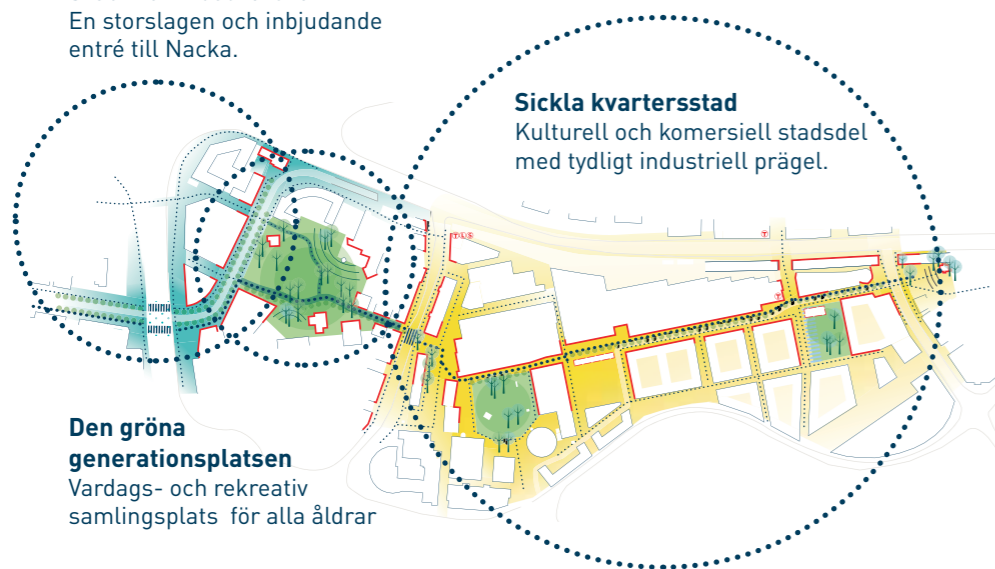 En storslagen och inbjudande
entré till Nacka.
Sickla kvartersstad
Kulturell och komersiell stadsdel
med tydligt industriell prägel.
T L S
T
T
Den gröna
generationsplatsen
Vardags- och rekreativ
samlingsplats för alla åldrar